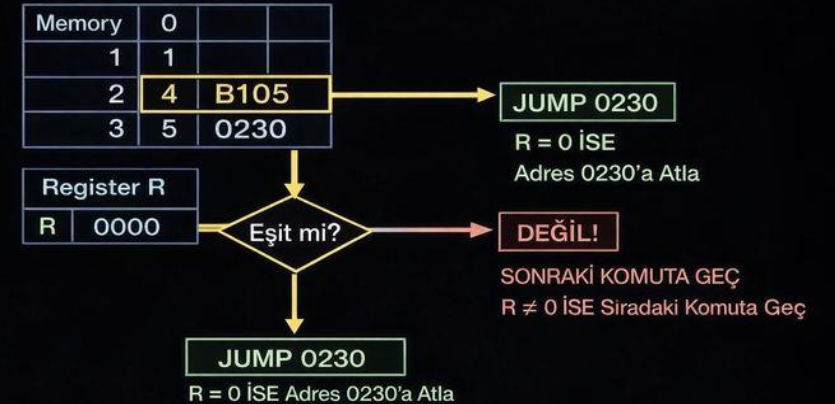 Memory 0
1 1
2 4 B105
3 5 0230
JUMP 0230
R = 0 İSE
Adres 0230'a Atla
Register R
R 0000
Eşit mi?
DEĞİL!
SONRAKİ KOMUTA GEÇ
R ≠ 0 İSE Sıradaki Komuta Geç
JUMP 0230
R = 0 İSE Adres 0230'a Atla